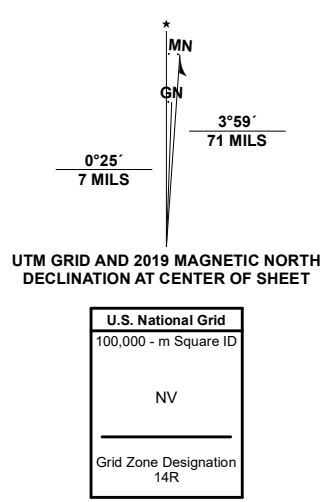 ★
MN
GN
3°59´
71 MILS
0°25´
7 MILS
UTM GRID AND 2019 MAGNETIC NORTH
DECLINATION AT CENTER OF SHEET
U.S. National Grid
100,000 - m Square ID
NV
Grid Zone Designation
14R